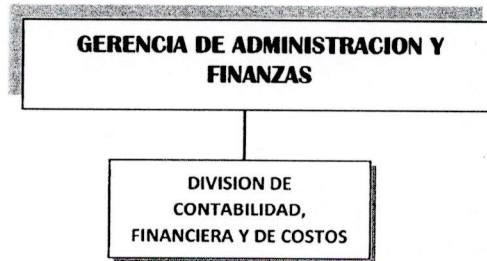 GERENCIA DE ADMINISTRACION Y
FINANZAS
DIVISION DE
CONTABILIDAD,
FINANCIERA Y DE COSTOS